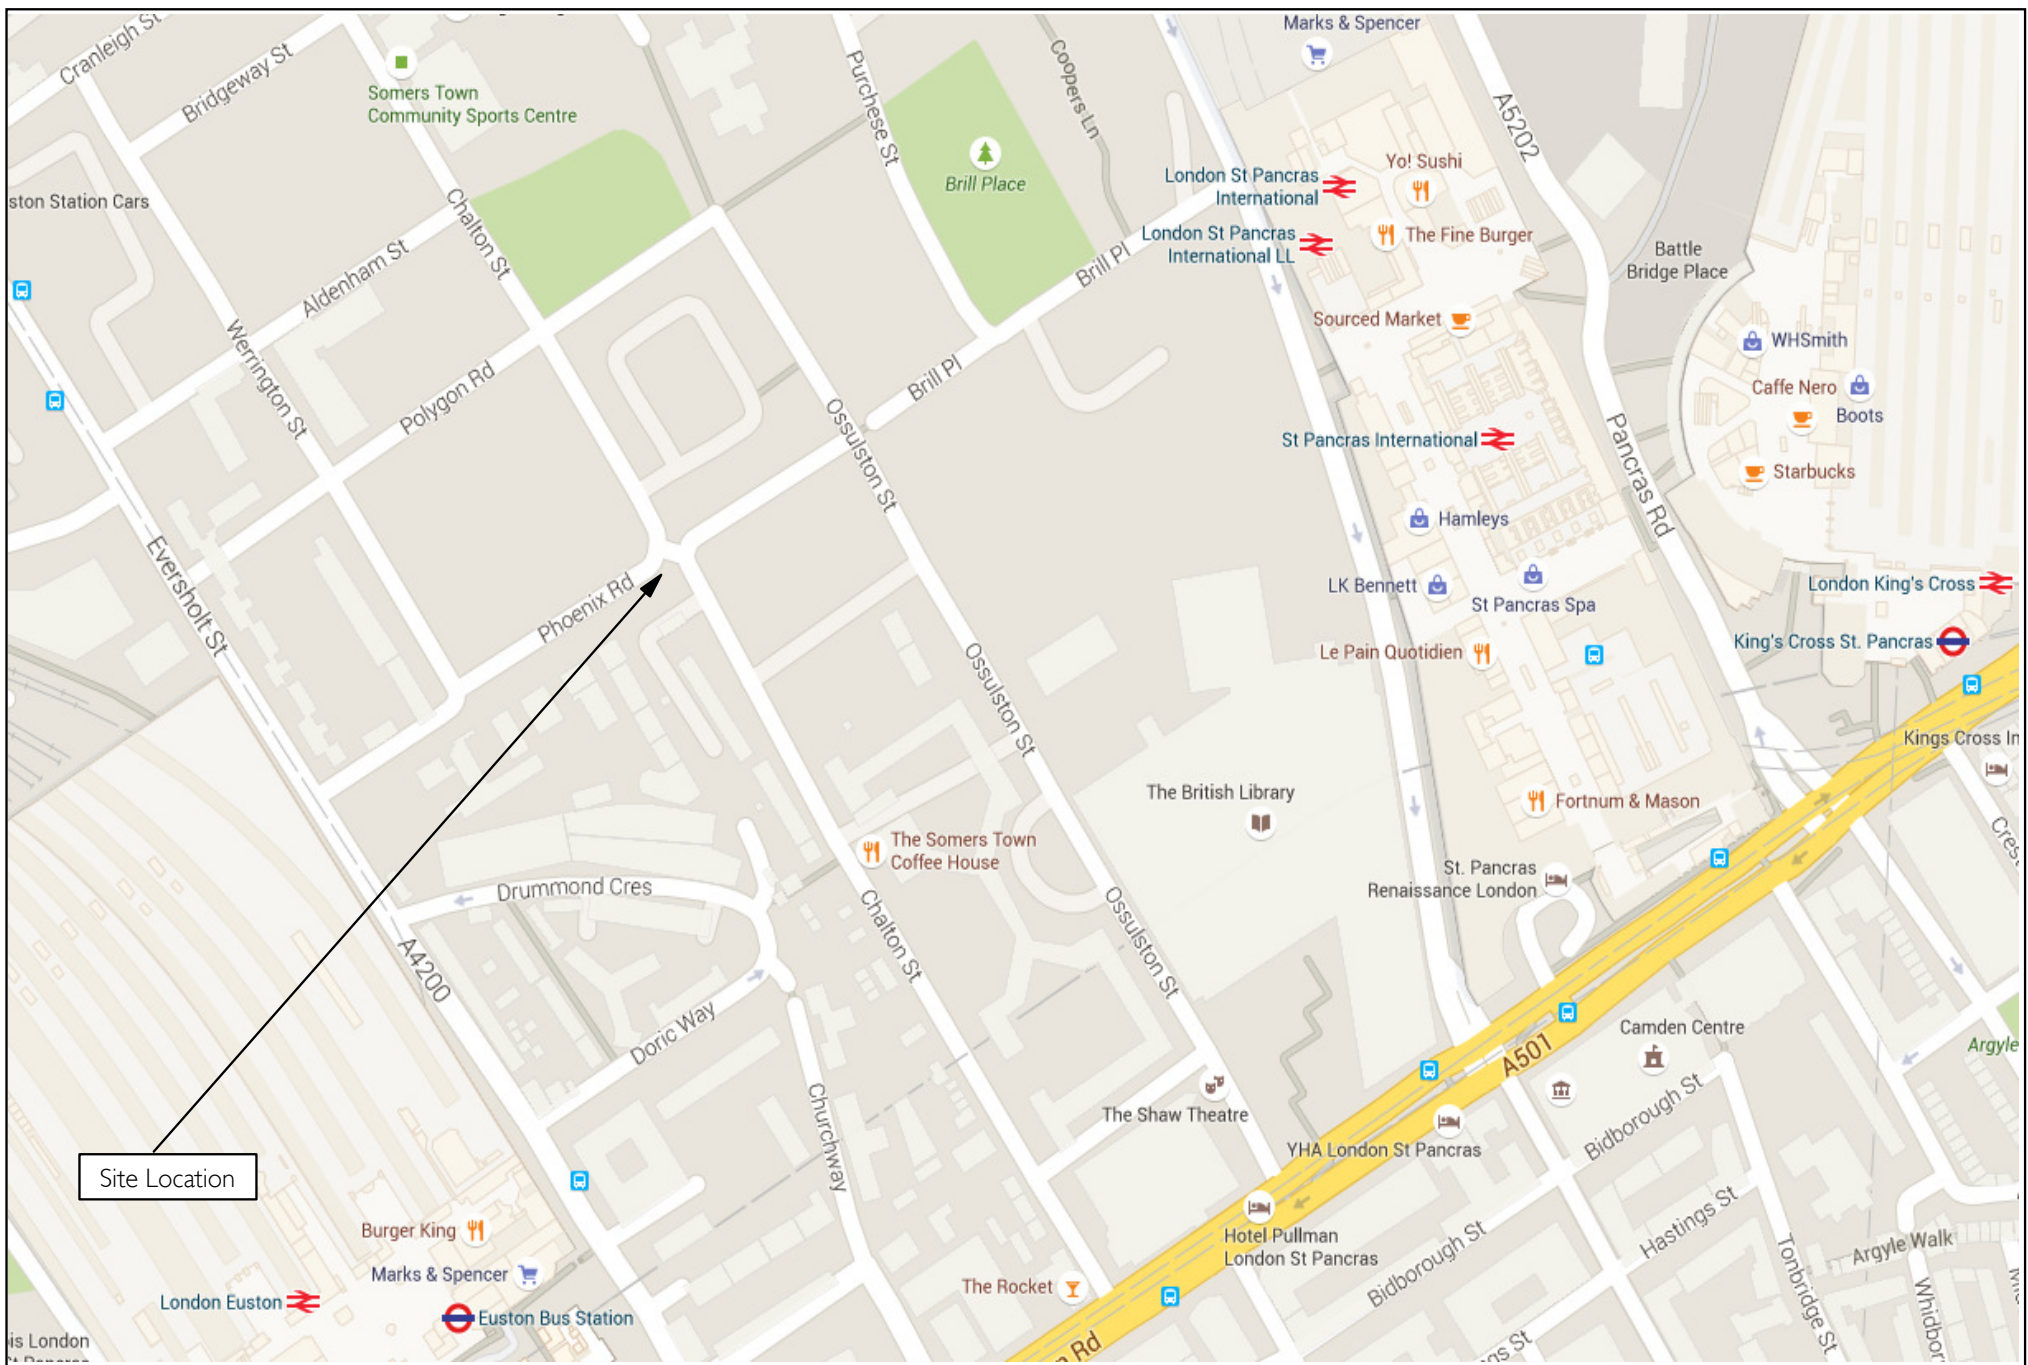 Cranleigh St
Bridgeway St
Somers Town
Community Sports Centre
Purchese St
Coopers Ln
Marks & Spencer
A5202
Brill Place
Yo! Sushi
London St Pancras
International
London St Pancras
International LL
The Fine Burger
Battle
Bridge Place
ston Station Cars
Chalton St
Aldenham St
Werrington St
Polygon Rd
Brill Pl
Brill Pl
Sourced Market
WHSmith
Caffe Nero
Boots
Starbucks
Ossulston St
St Pancras International
Pancras Rd
Hamleys
LK Bennett
St Pancras Spa
London King's Cross
King's Cross St. Pancras
Eversholt St
Phoenix Rd
Le Pain Quotidien
Ossulston St
Kings Cross In
The British Library
Fortnum & Mason
Cres
The Somers Town
Coffee House
St. Pancras
Renaissance London
Drummond Cres
Chalton St
Ossulston St
A4200
Doric Way
A501
Camden Centre
Argyle
Churchway
The Shaw Theatre
Bidborough St
YHA London St Pancras
Site Location
Burger King
Hotel Pullman
London St Pancras
Bidborough St
Hastings St
Tonbridge St
Argyle Walk
Whidbor
Marks & Spencer
The Rocket
London Euston
Euston Bus Station
is London
n Rd
gs St